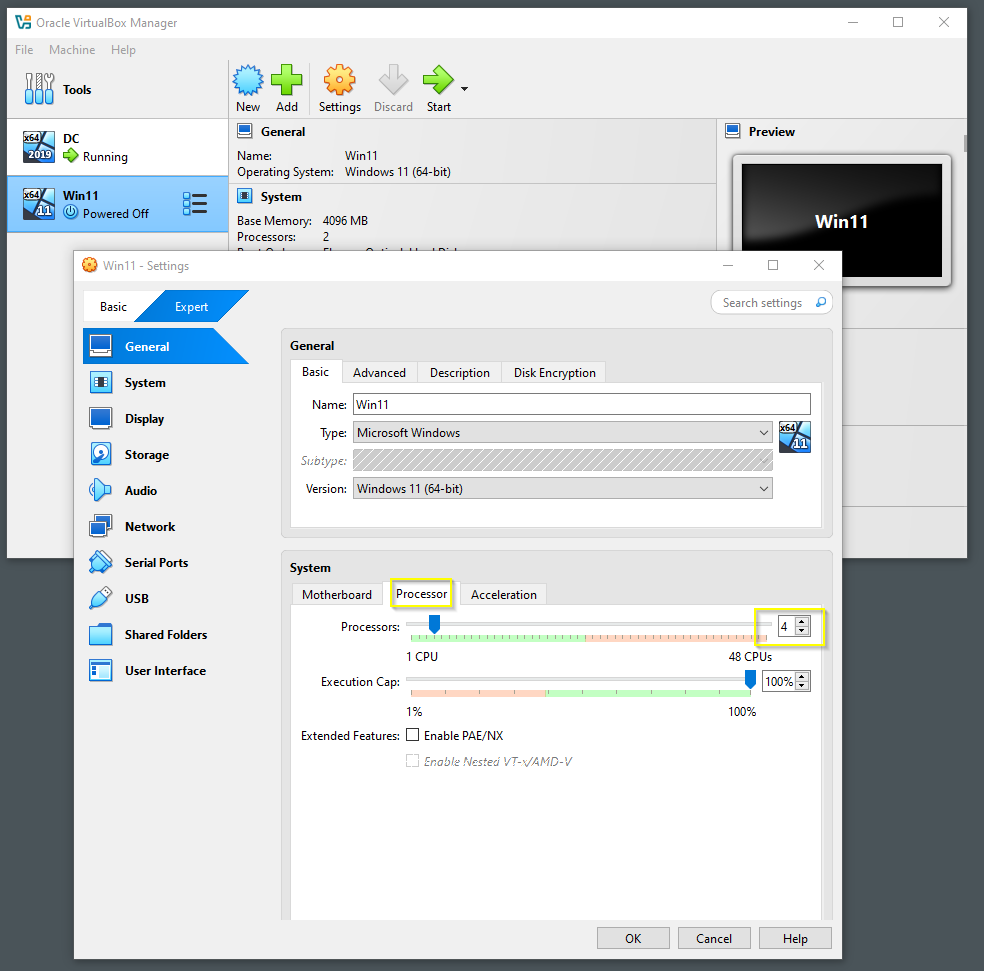 Oracle VirtualBox Manager
File Machine Help
Tools
New Add Settings Discard Start
x64 2019 DC
Running
x64 11 Win11
Powered Off
General
Name: Win11
Operating System: Windows 11 (64-bit)
System
Base Memory: 4096 MB
Processors: 2
Preview
Win11
Win11 - Settings
Basic Expert
Search settings
General
System
Display
Storage
Audio
Network
Serial Ports
USB
Shared Folders
User Interface
General
Basic Advanced Description Disk Encryption
Name: Win11
Type: Microsoft Windows
x64 11
Subtype:
Version: Windows 11 (64-bit)
System
Motherboard Processor Acceleration
Processors: 4
1 CPU 48 CPUs
Execution Cap: 100%
1% 100%
Extended Features: Enable PAE/NX
Enable Nested VT-x/AMD-V
OK Cancel Help